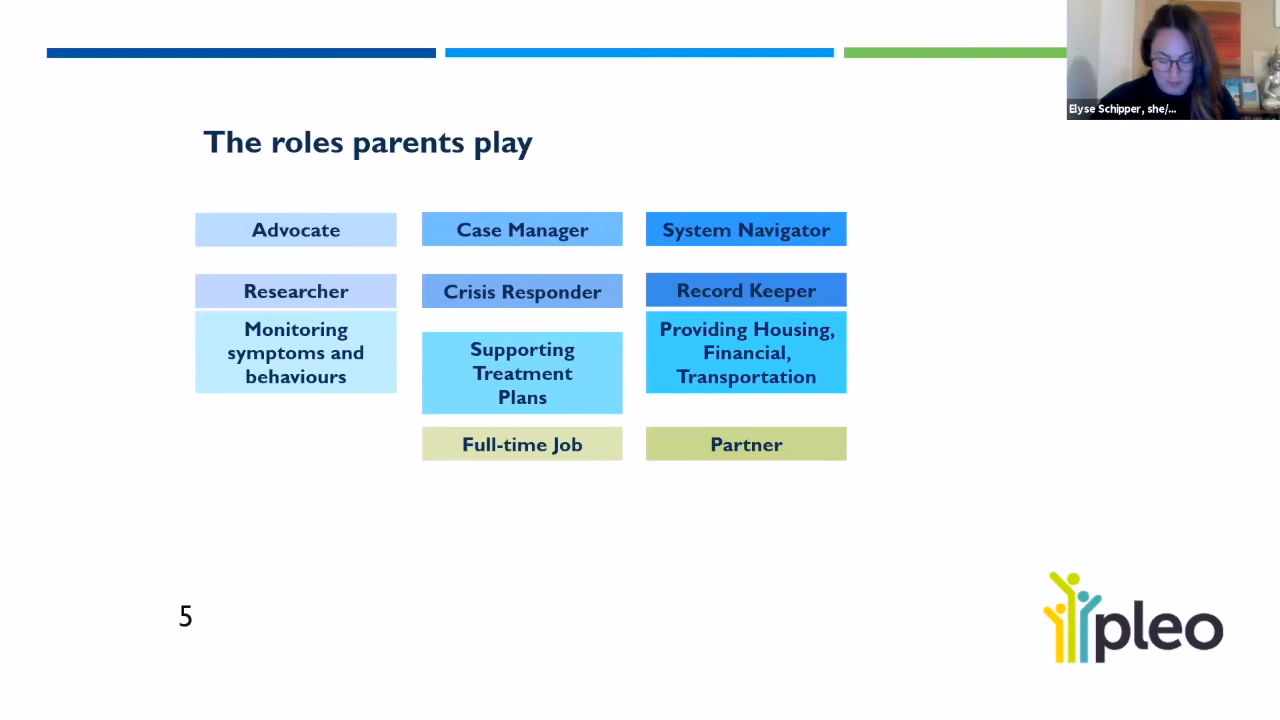 Elyse Schipper, she/...
The roles parents play
Advocate
Case Manager
System Navigator
Researcher
Crisis Responder
Record Keeper
Monitoring
symptoms and
behaviours
Supporting
Treatment
Plans
Providing Housing,
Financial,
Transportation
Full-time Job
Partner
5
pleo